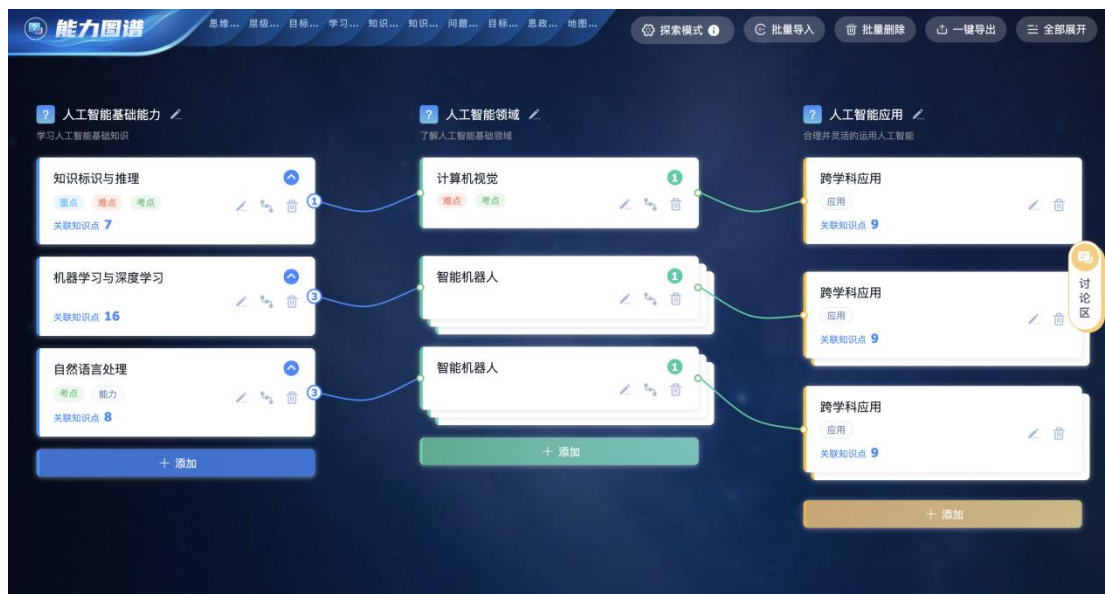 能力图谱
思维... 层级... 目标... 学习... 知识... 知识... 问题... 目标... 思政... 地图...
探索模式
批量导入
批量删除
一键导出
全部展开
? 人工智能基础能力
学习人工智能基础知识
知识标识与推理
重点 难点 考点
1
关联知识点 7
机器学习与深度学习
3
关联知识点 16
自然语言处理
考点 能力
3
关联知识点 8
+ 添加
? 人工智能领域
了解人工智能基础领域
计算机视觉 1
难点 考点
智能机器人 1
智能机器人 1
+ 添加
? 人工智能应用
合理并灵活的运用人工智能
跨学科应用
应用
关联知识点 9
跨学科应用
应用
关联知识点 9
跨学科应用
应用
关联知识点 9
+ 添加
讨论区